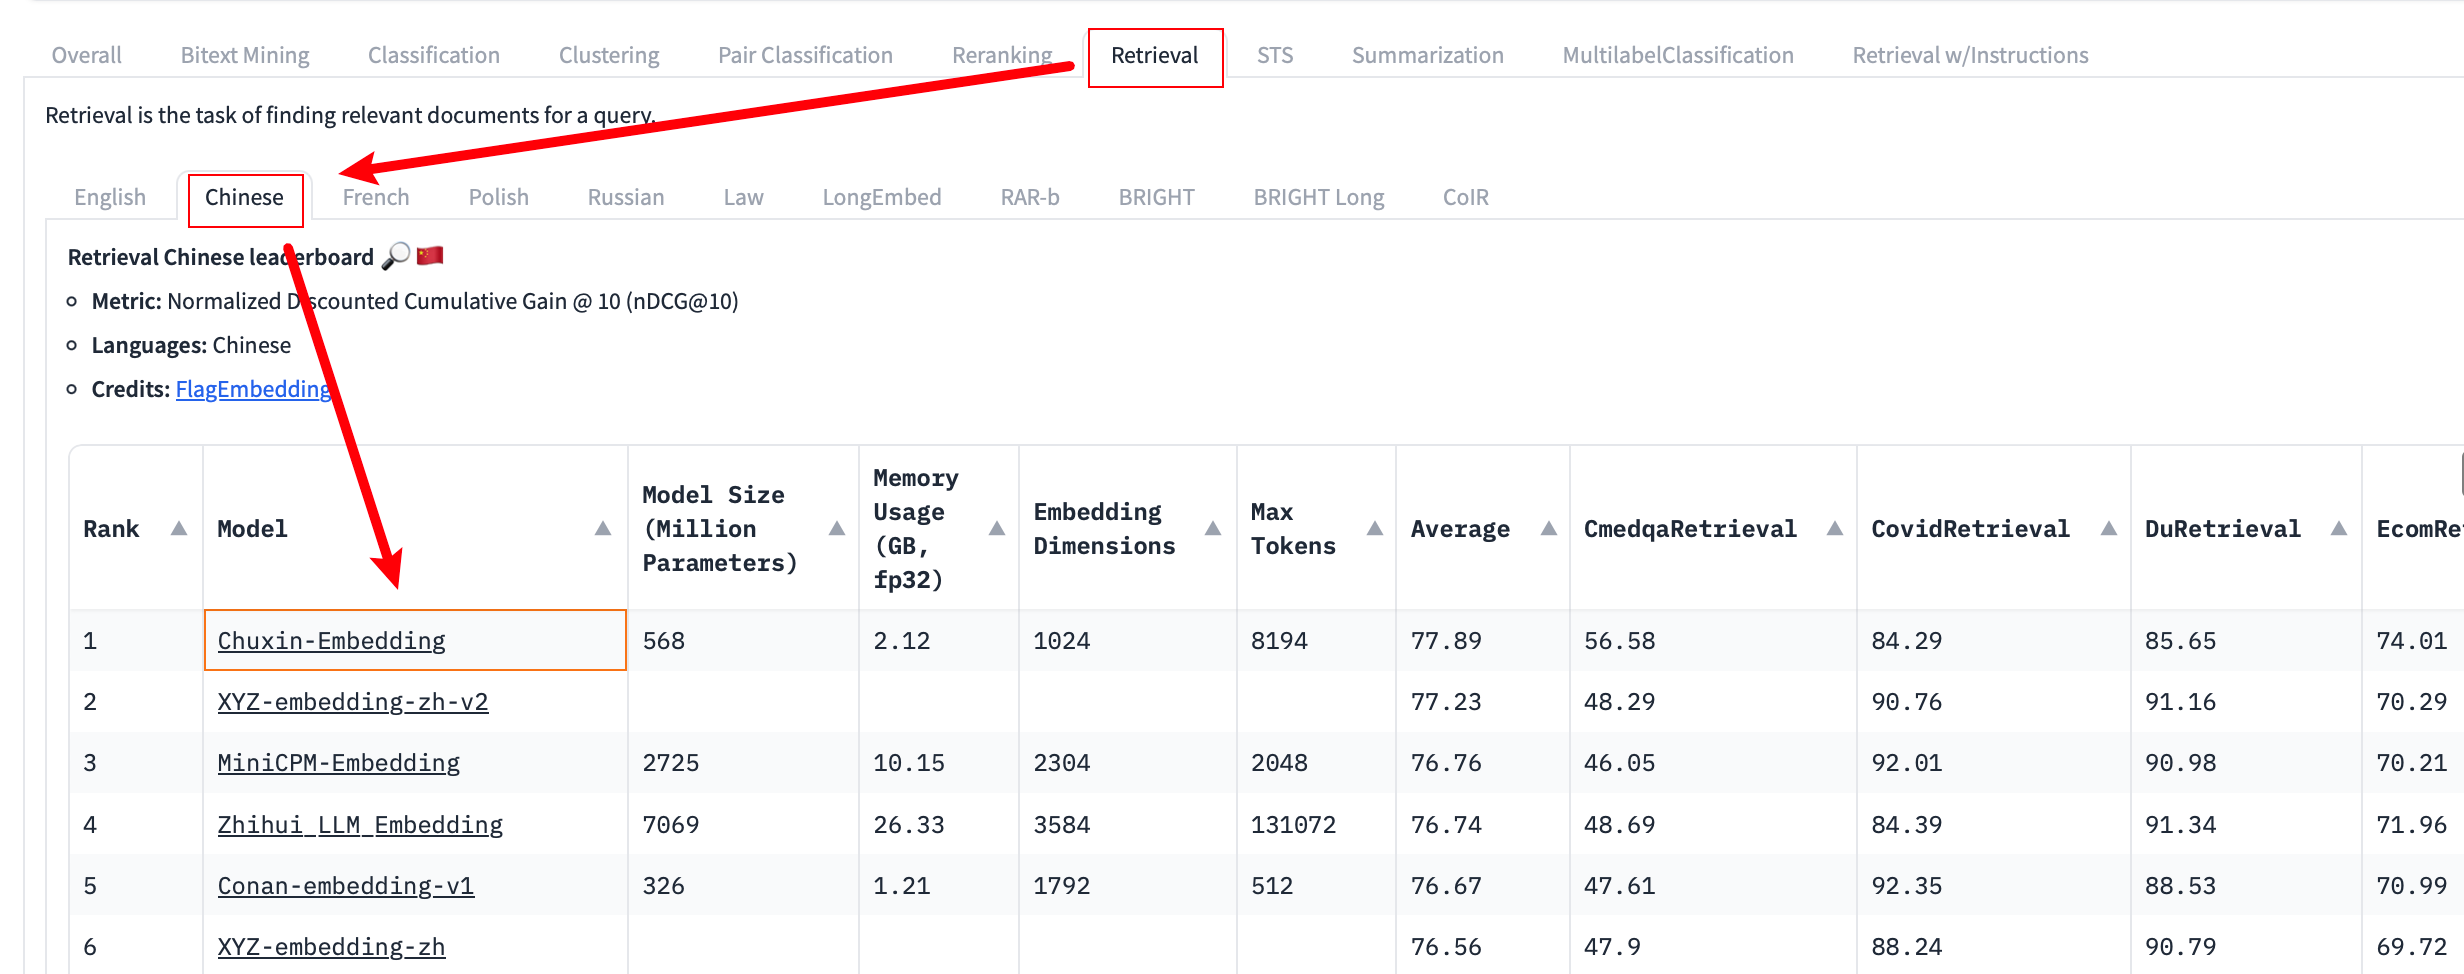 Overall Bitext Mining Classification Clustering Pair Classification Reranking Retrieval STS Summarization MultilabelClassification Retrieval w/Instructions
Retrieval is the task of finding relevant documents for a query.
English Chinese French Polish Russian Law LongEmbed RAR-b BRIGHT BRIGHT Long CoIR
Retrieval Chinese leaderboard 🔎🇨🇳
Metric: Normalized Discounted Cumulative Gain @ 10 (nDCG@10)
Languages: Chinese
Credits: FlagEmbedding
Rank Model Model Size (Million Parameters) Memory Usage (GB, fp32) Embedding Dimensions Max Tokens Average CmedqaRetrieval CovidRetrieval DuRetrieval EcomRe
1 Chuxin-Embedding 568 2.12 1024 8194 77.89 56.58 84.29 85.65 74.01
2 XYZ-embedding-zh-v2 77.23 48.29 90.76 91.16 70.29
3 MiniCPM-Embedding 2725 10.15 2304 2048 76.76 46.05 92.01 90.98 70.21
4 Zhihui_LLM_Embedding 7069 26.33 3584 131072 76.74 48.69 84.39 91.34 71.96
5 Conan-embedding-v1 326 1.21 1792 512 76.67 47.61 92.35 88.53 70.99
6 XYZ-embedding-zh 76.56 47.9 88.24 90.79 69.72